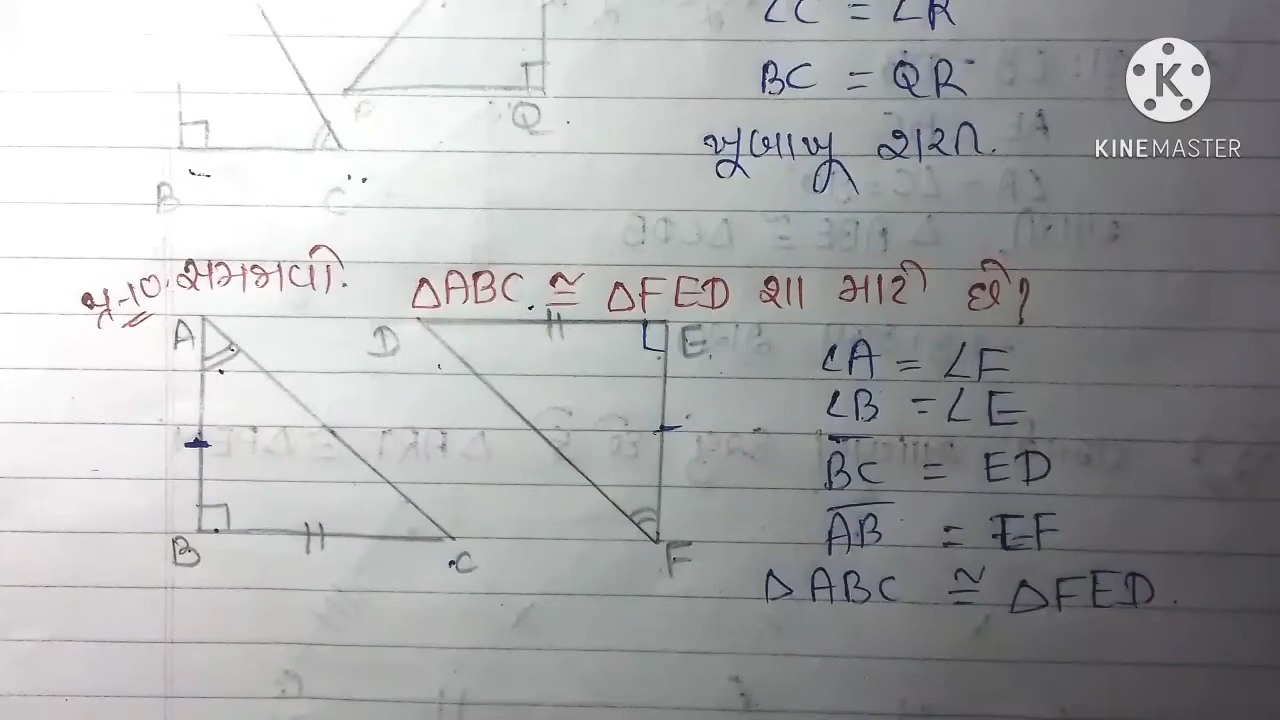 ∠C = ∠R
BC = QR
ખૂબાખૂ શરત.
KINEMASTER
P
Q
B
C
પ્ર-10. સમજાવો. ΔABC ≅ ΔFED શા માટે છે?
A
D
E
∠A = ∠F
∠B = ∠E
BC = ED
AB = EF
B
C
F
ΔABC ≅ ΔFED.